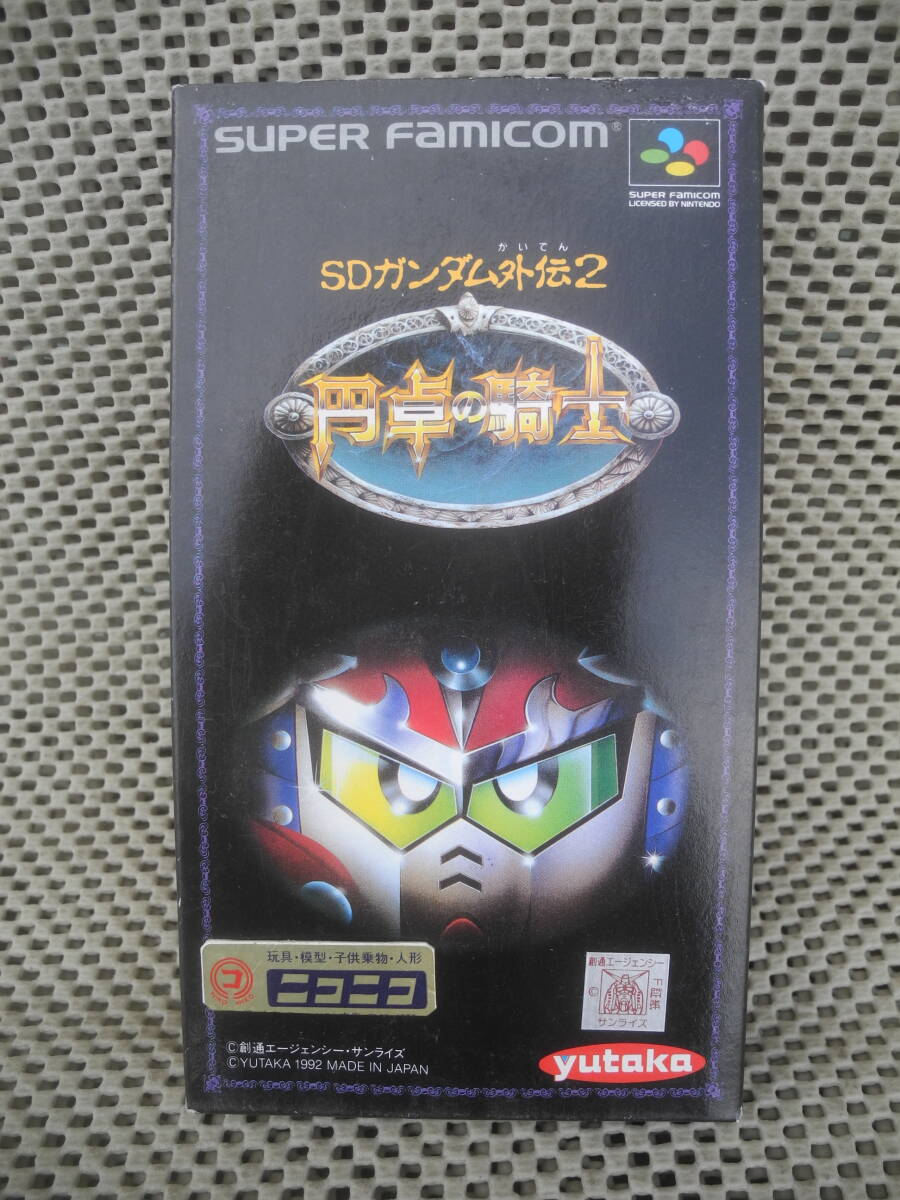 SUPER FAMICOM®
SUPER FAMICOM
LICENSED BY NINTENDO
がいでん
SDガンダム外伝2
円卓の騎士
玩具・模型・子供乗物・人形
コ
ニコニコ
創通エージェンシー
©
サンライズ
©創通エージェンシー・サンライズ
©YUTAKA 1992 MADE IN JAPAN
yutaka